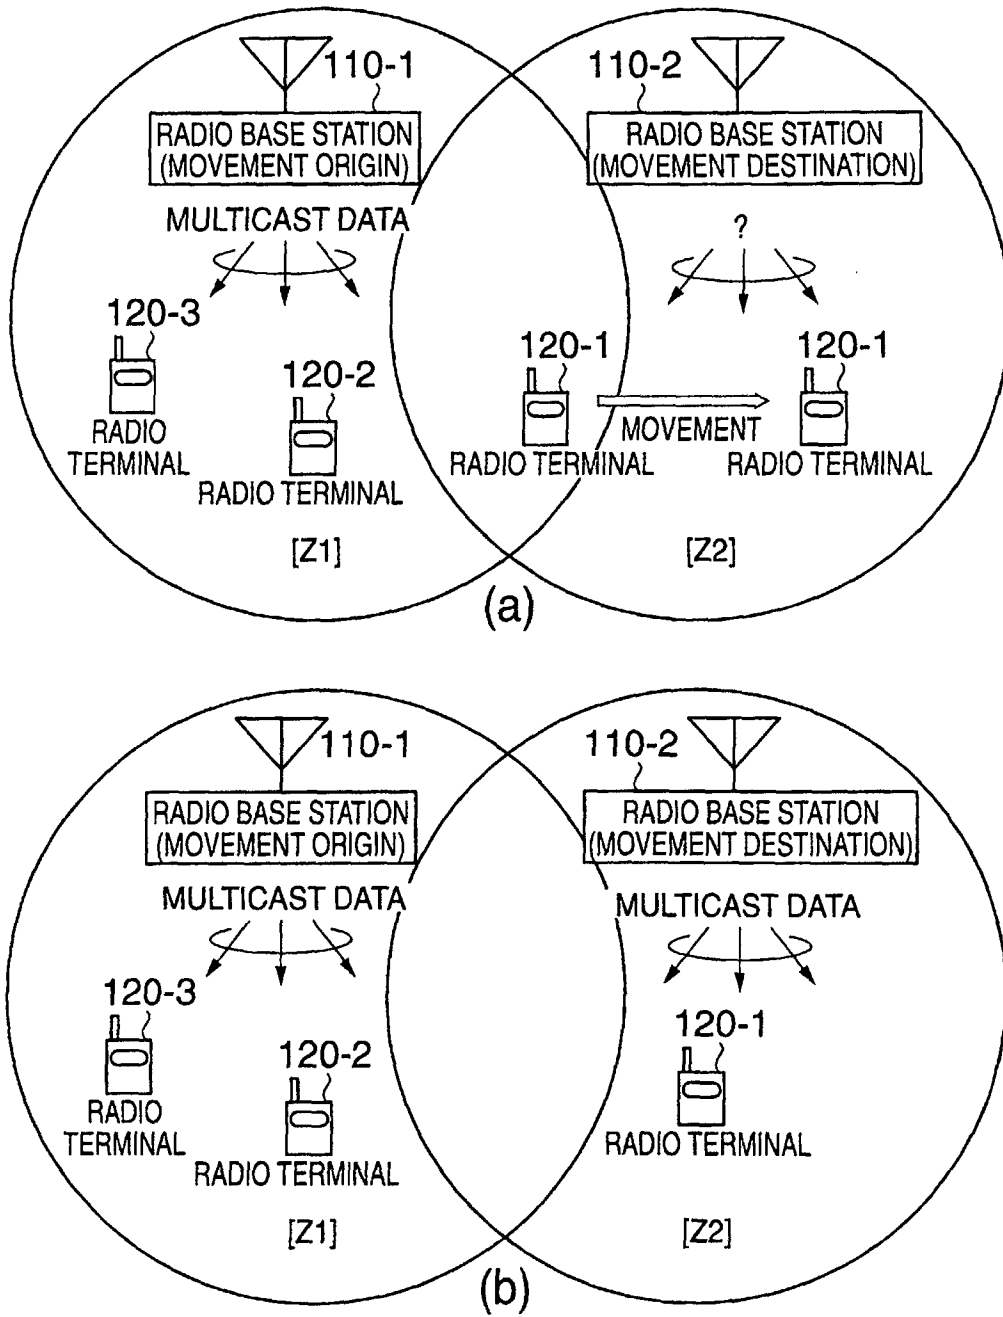 110-1
110-2
RADIO BASE STATION
(MOVEMENT ORIGIN)
RADIO BASE STATION
(MOVEMENT DESTINATION)
MULTICAST DATA
?
120-3
120-2
120-1
120-1
RADIO
TERMINAL
MOVEMENT
RADIO TERMINAL
RADIO TERMINAL
RADIO TERMINAL
[Z1]
[Z2]
(a)
110-1
110-2
RADIO BASE STATION
(MOVEMENT ORIGIN)
RADIO BASE STATION
(MOVEMENT DESTINATION)
MULTICAST DATA
MULTICAST DATA
120-3
120-2
120-1
RADIO
TERMINAL
RADIO TERMINAL
RADIO TERMINAL
[Z1]
[Z2]
(b)